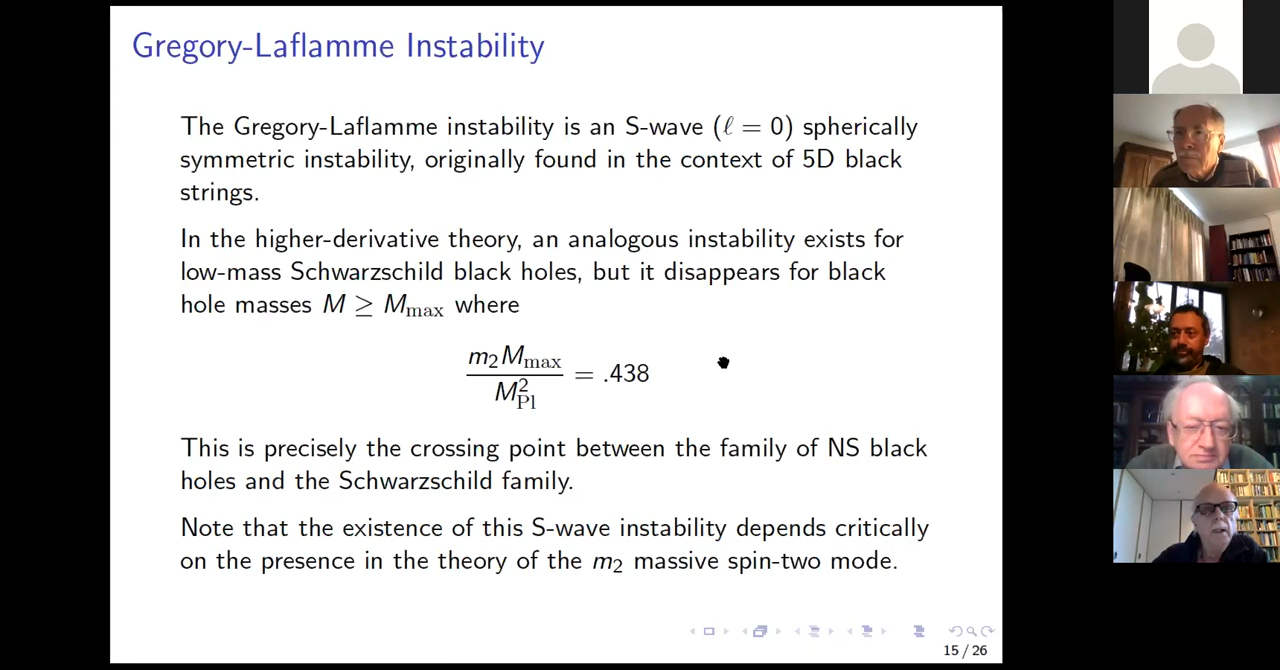 Gregory-Laflamme Instability
The Gregory-Laflamme instability is an S-wave (ℓ = 0) spherically
symmetric instability, originally found in the context of 5D black
strings.
In the higher-derivative theory, an analogous instability exists for
low-mass Schwarzschild black holes, but it disappears for black
hole masses M ≥ M_max where
m₂M_max / M²_Pl = .438
This is precisely the crossing point between the family of NS black
holes and the Schwarzschild family.
Note that the existence of this S-wave instability depends critically
on the presence in the theory of the m₂ massive spin-two mode.
15 / 26